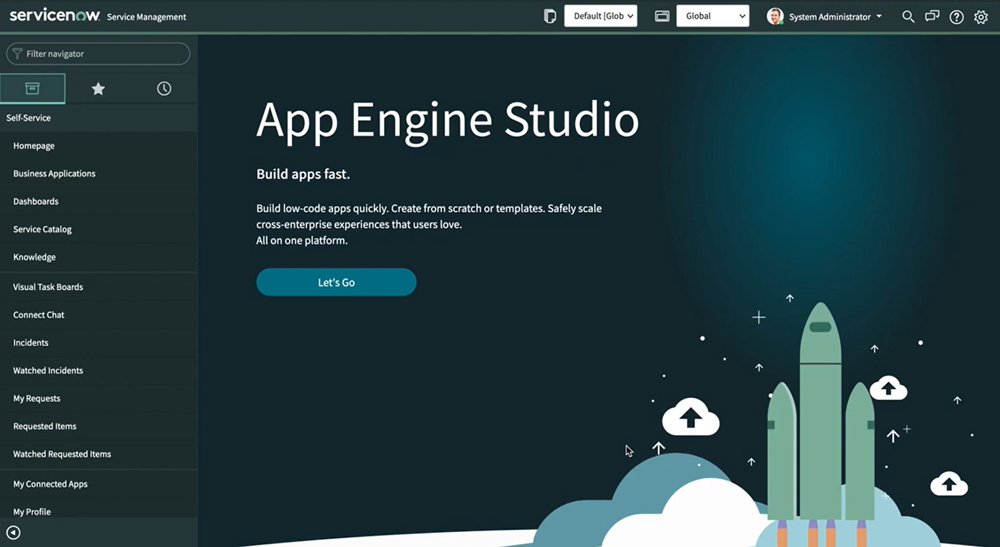 servicenow Service Management
Default [Glob
Global
System Administrator
Filter navigator
Self-Service
Homepage
Business Applications
Dashboards
Service Catalog
Knowledge
Visual Task Boards
Connect Chat
Incidents
Watched Incidents
My Requests
Requested Items
Watched Requested Items
My Connected Apps
My Profile
App Engine Studio
Build apps fast.
Build low-code apps quickly. Create from scratch or templates. Safely scale
cross-enterprise experiences that users love.
All on one platform.
Let's Go